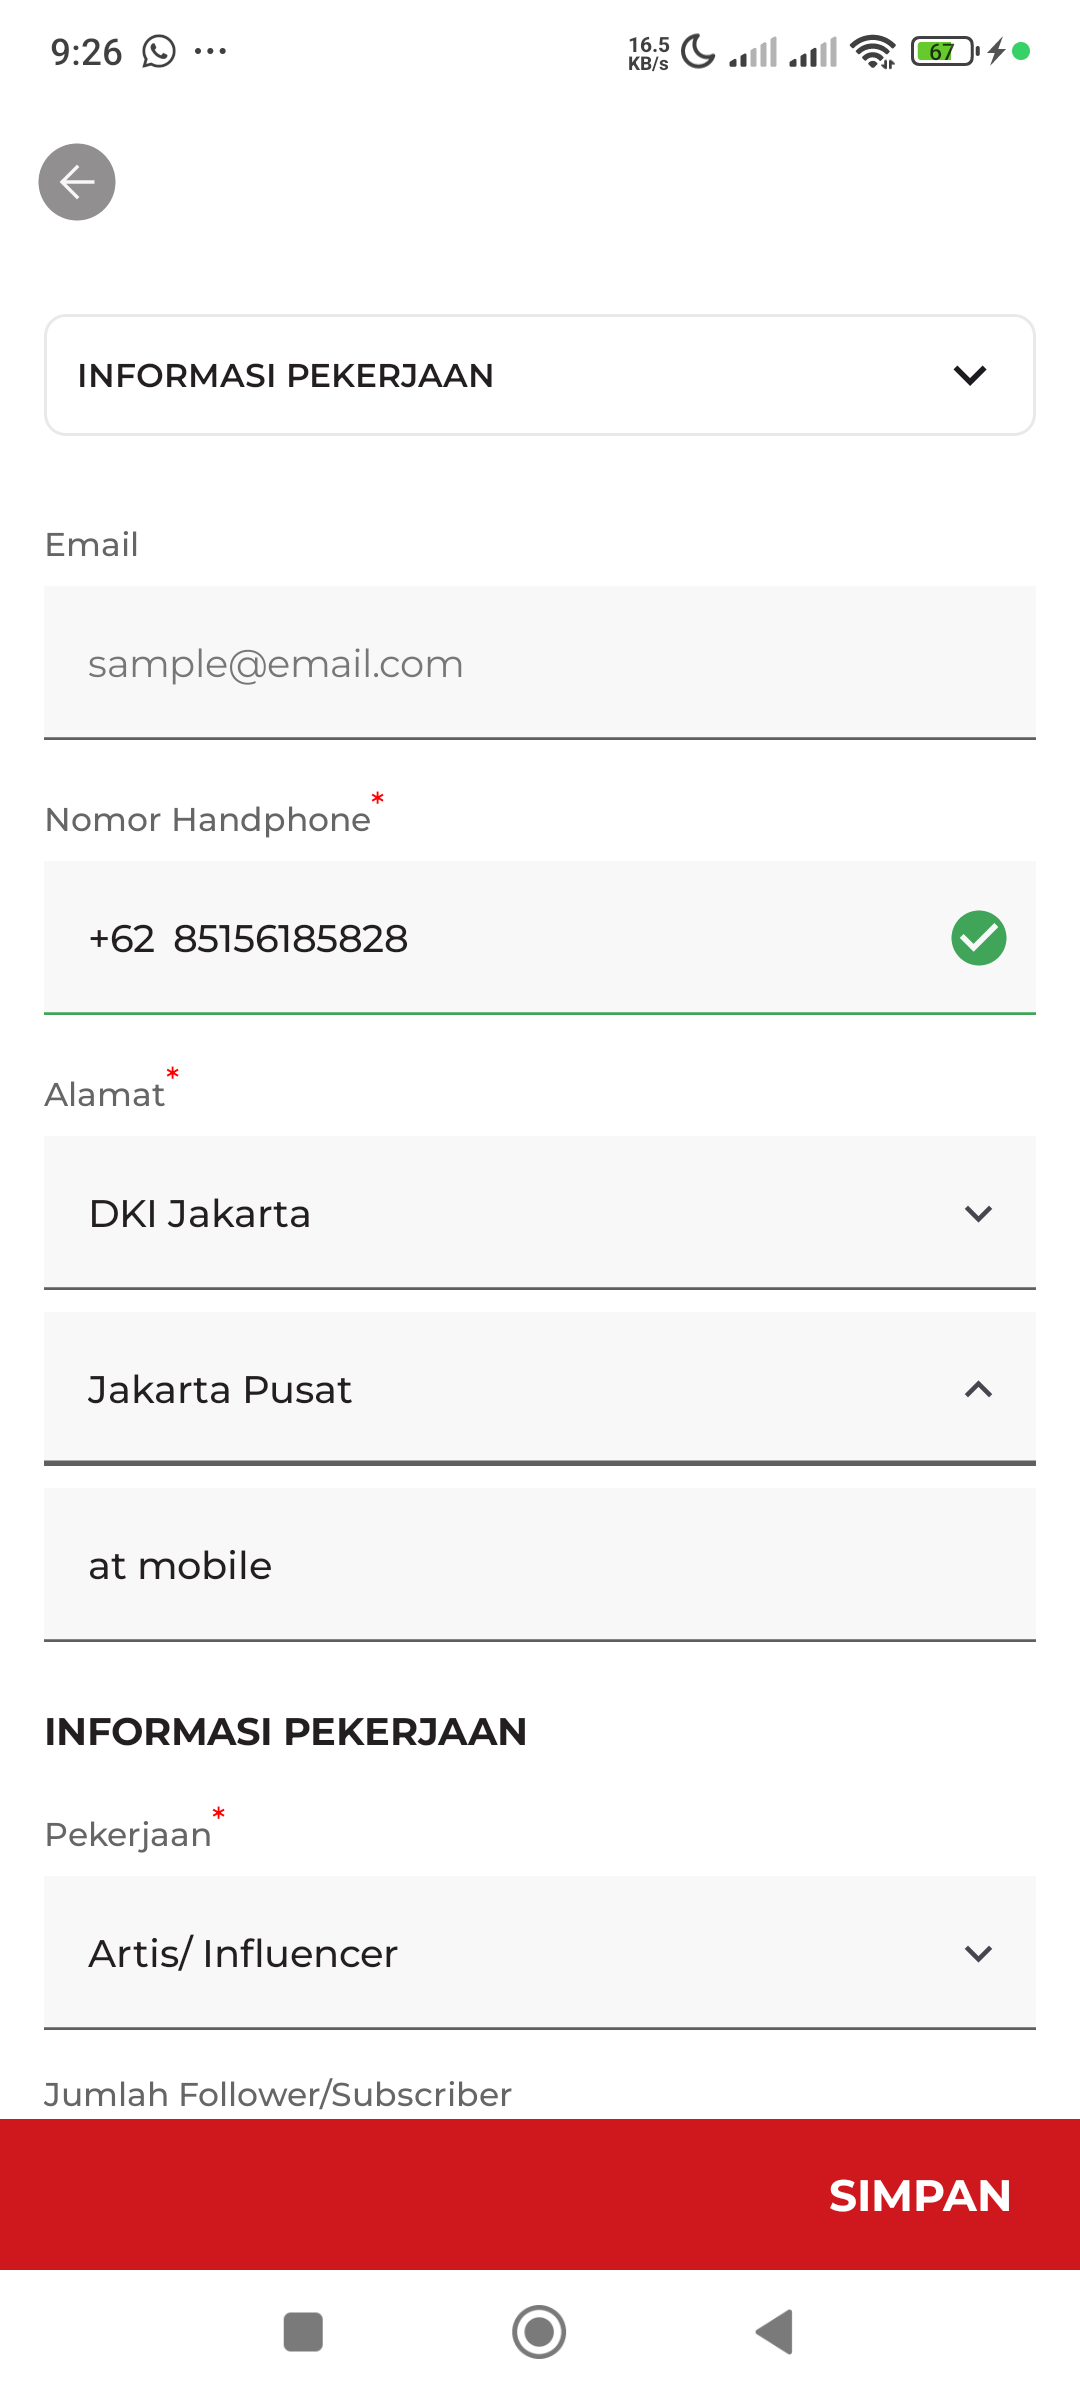 9:26
16.5
KB/s
67
INFORMASI PEKERJAAN
Email
sample@email.com
Nomor Handphone*
+62 85156185828
Alamat*
DKI Jakarta
Jakarta Pusat
at mobile
INFORMASI PEKERJAAN
Pekerjaan*
Artis/ Influencer
Jumlah Follower/Subscriber
SIMPAN